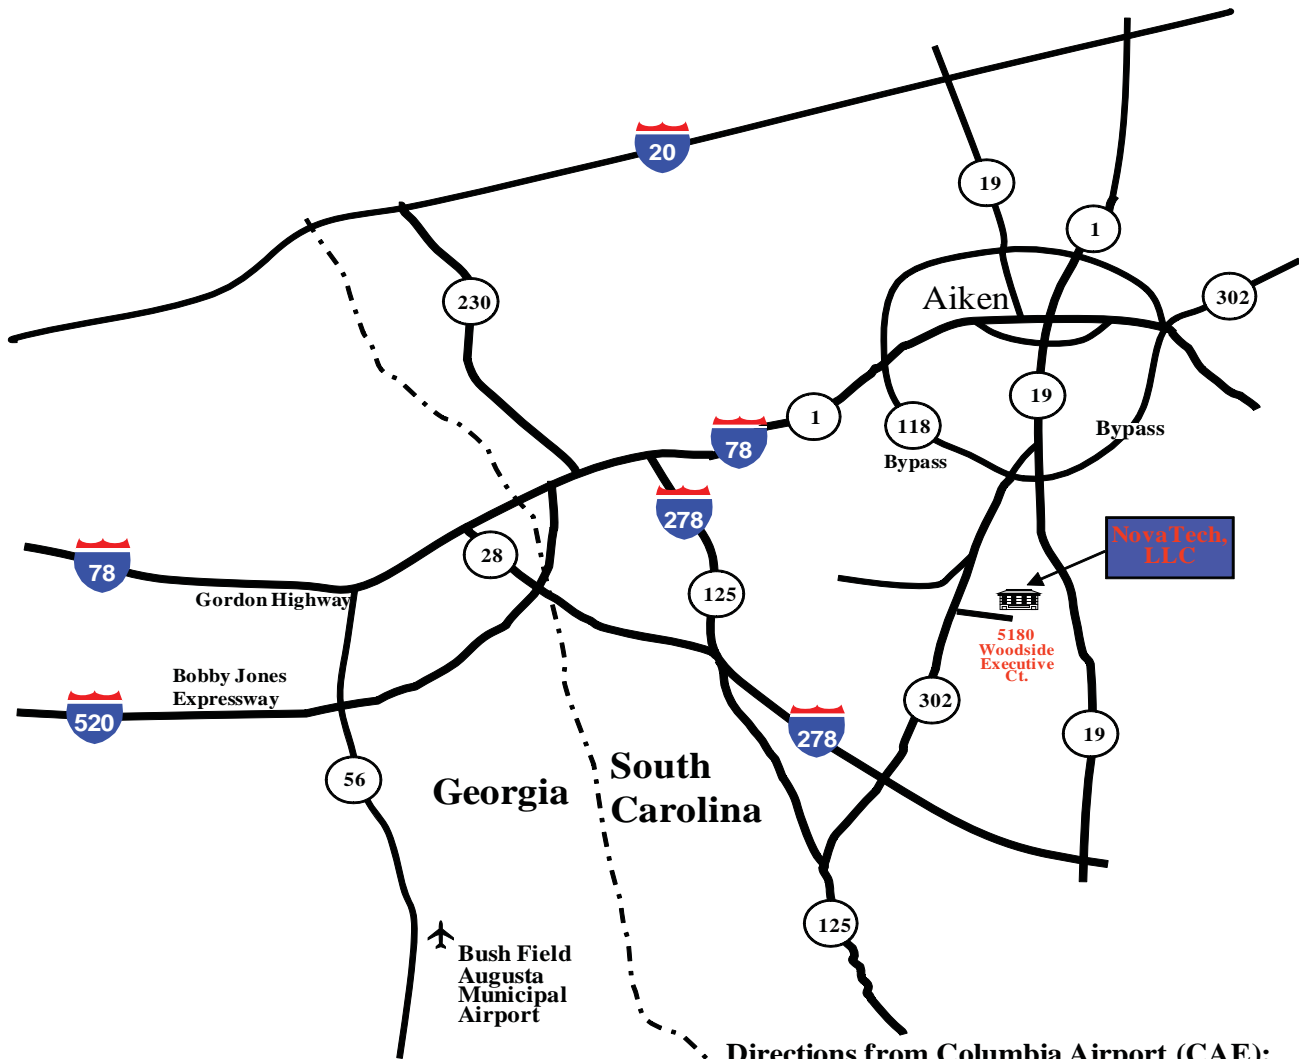 20
19
1
302
230
Aiken
19
1
118
Bypass
Bypass
78
278
NovaTech,
LLC
28
78
Gordon Highway
125
5180
Woodside
Executive
Ct.
Bobby Jones
Expressway
520
302
278
19
56
Georgia
South
Carolina
125
Bush Field
Augusta
Municipal
Airport
Directions from Columbia Airport (CAE):